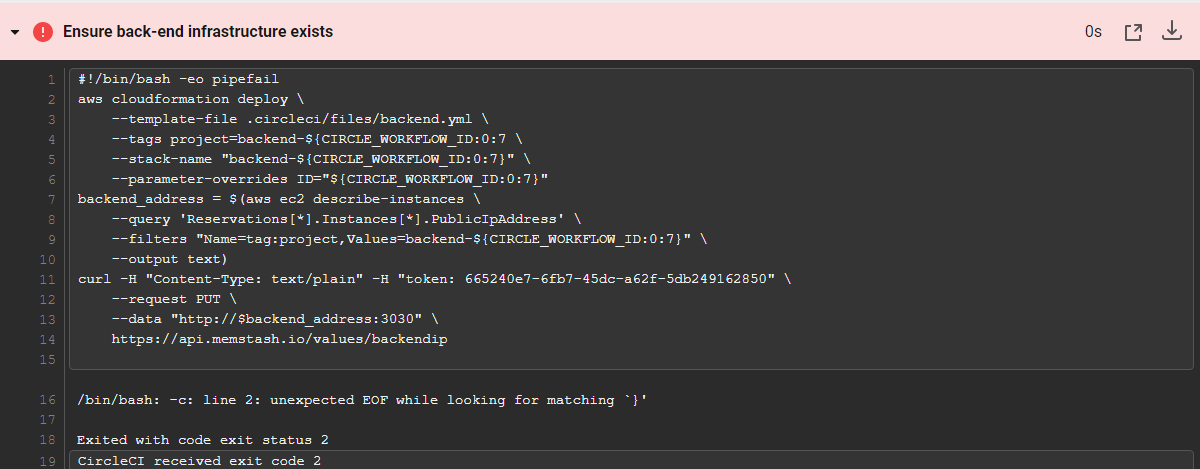 Ensure back-end infrastructure exists 0s
1 #!/bin/bash -eo pipefail
2 aws cloudformation deploy \
3     --template-file .circleci/files/backend.yml \
4     --tags project=backend-${CIRCLE_WORKFLOW_ID:0:7 \
5     --stack-name "backend-${CIRCLE_WORKFLOW_ID:0:7}" \
6     --parameter-overrides ID="${CIRCLE_WORKFLOW_ID:0:7}"
7 backend_address = $(aws ec2 describe-instances \
8     --query 'Reservations[*].Instances[*].PublicIpAddress' \
9     --filters "Name=tag:project,Values=backend-${CIRCLE_WORKFLOW_ID:0:7}" \
10     --output text)
11 curl -H "Content-Type: text/plain" -H "token: 665240e7-6fb7-45dc-a62f-5db249162850" \
12     --request PUT \
13     --data "http://$backend_address:3030" \
14     https://api.memstash.io/values/backendip
15
16 /bin/bash: -c: line 2: unexpected EOF while looking for matching `}'
17
18 Exited with code exit status 2
19 CircleCI received exit code 2